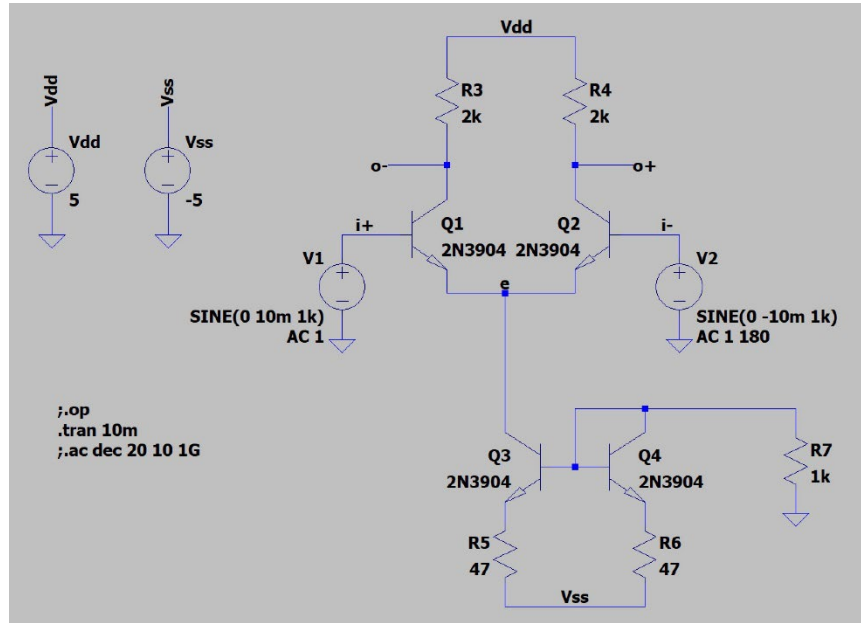 Vdd
Vdd
Vss
R3
2k
R4
2k
Vdd
5
Vss
-5
o-
o+
i+
Q1
2N3904
Q2
2N3904
i-
V1
SINE(0 10m 1k)
AC 1
e
V2
SINE(0 -10m 1k)
AC 1 180
;.op
.tran 10m
;.ac dec 20 10 1G
Q3
2N3904
Q4
2N3904
R7
1k
R5
47
R6
47
Vss